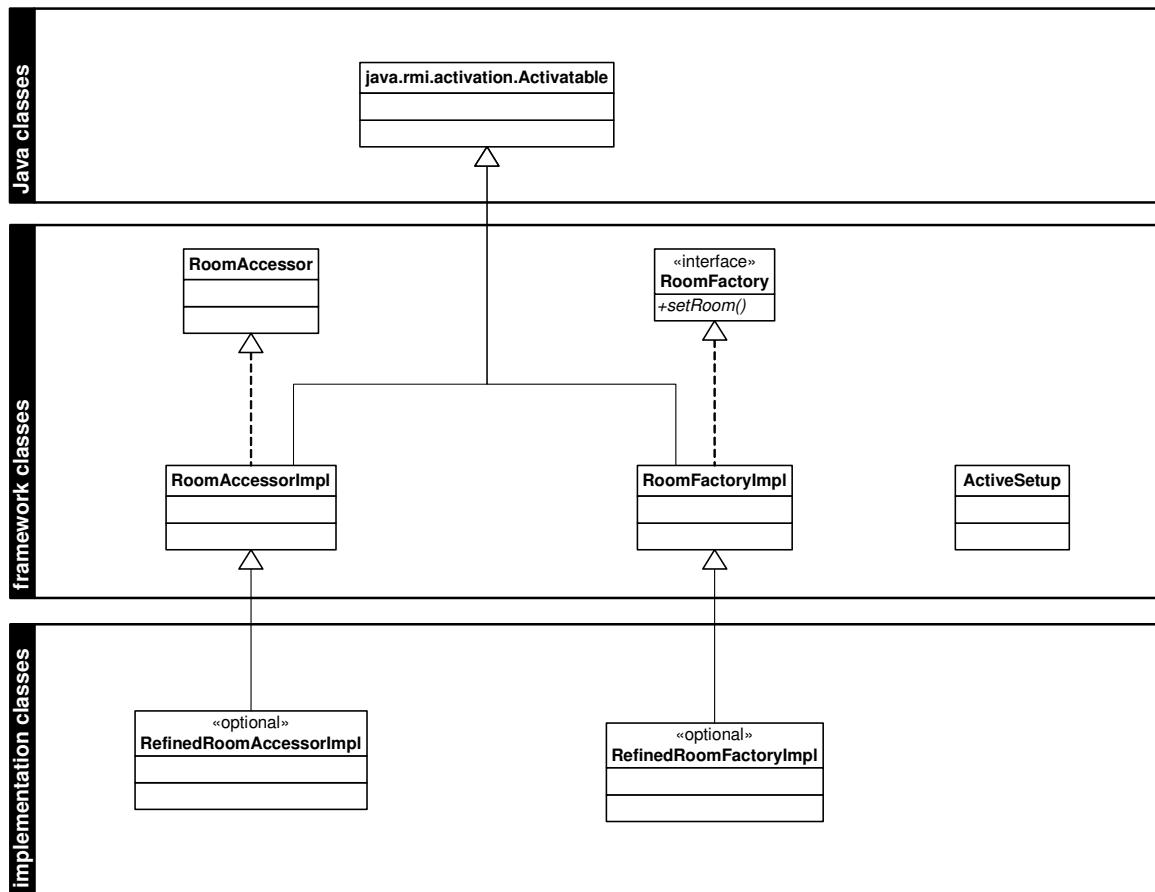 Java classes
java.rmi.activation.Activatable
framework classes
RoomAccessor
«interface»
RoomFactory
+setRoom()
RoomAccessorImpl
RoomFactoryImpl
ActiveSetup
implementation classes
«optional»
RefinedRoomAccessorImpl
«optional»
RefinedRoomFactoryImpl